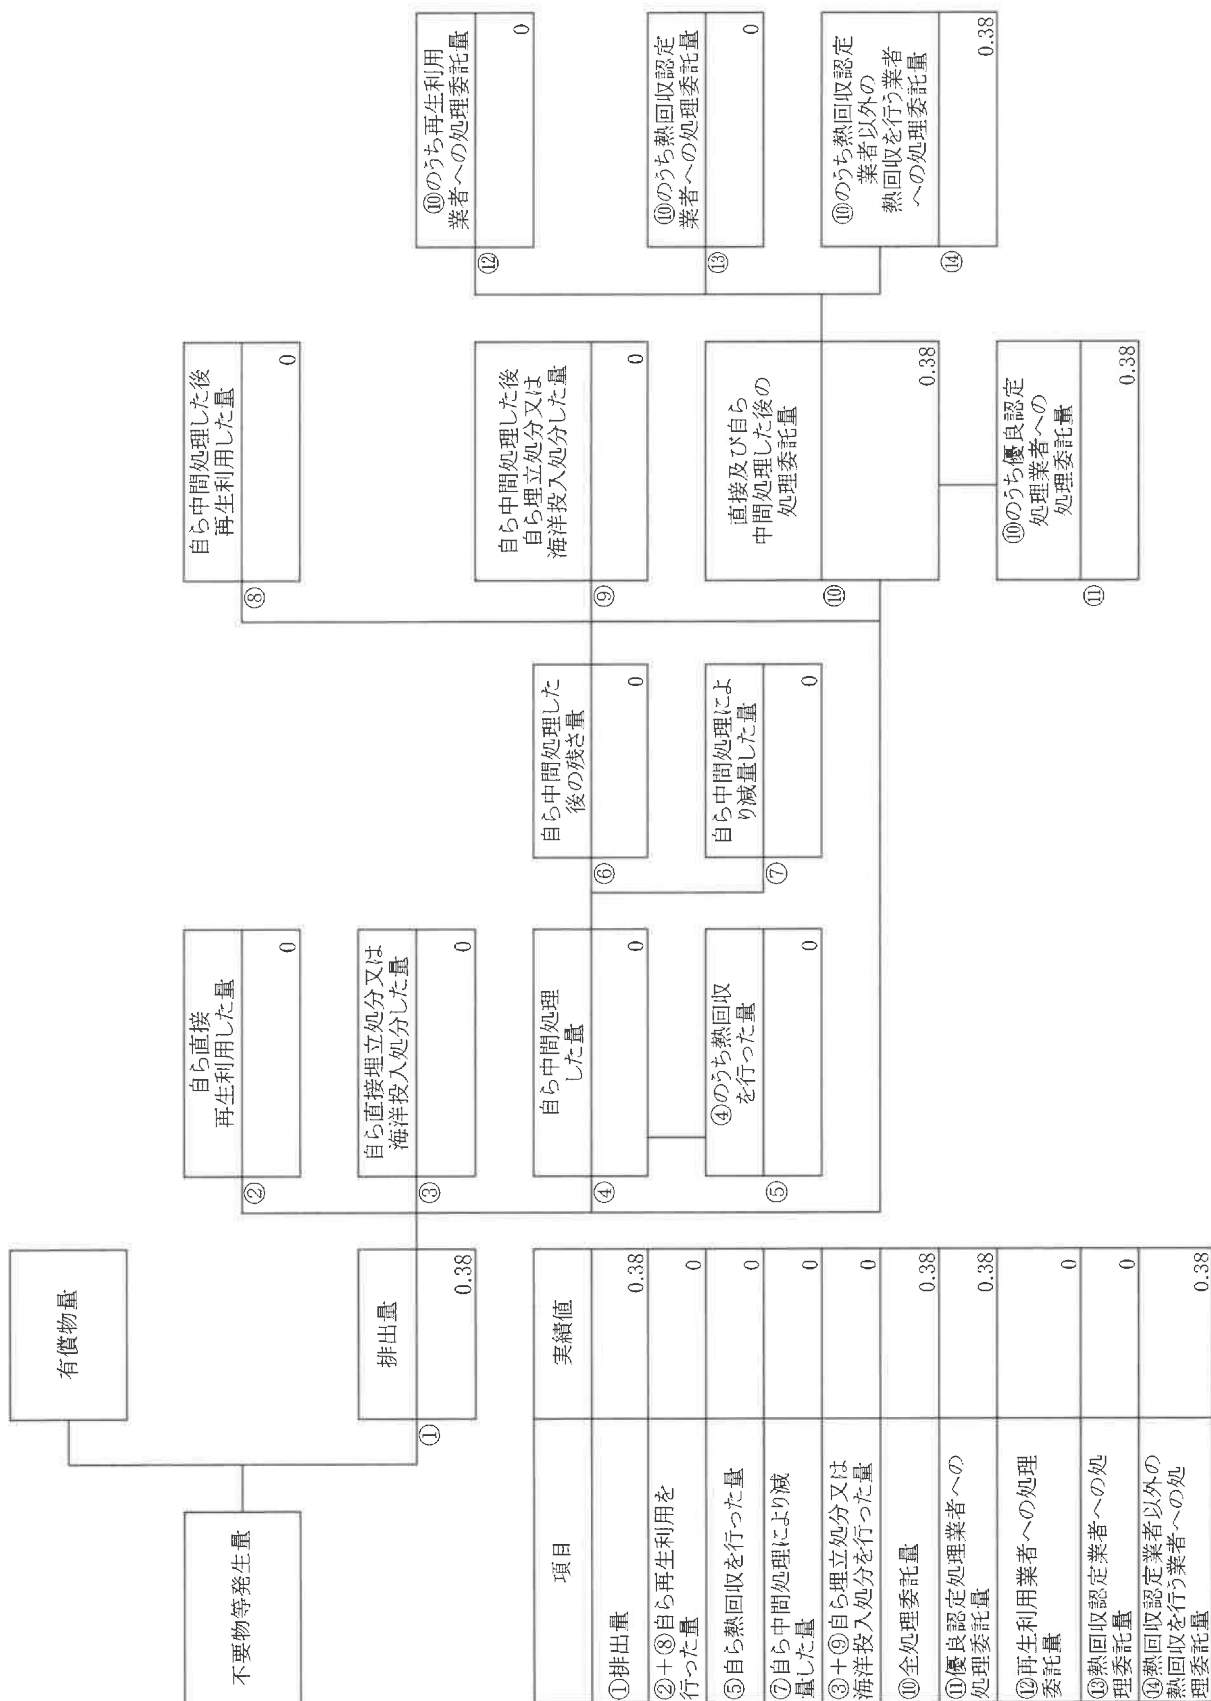 不要物等発生量
有償物量
排出量
①
0.38
自ら直接
再生利用した量
②
0
自ら直接埋立処分又は
海洋投入処分した量
③
0
自ら中間処理
した量
④
0
④のうち熱回収
を行った量
⑤
0
自ら中間処理した
後の残さ量
⑥
0
自ら中間処理によ
り減量した量
⑦
0
自ら中間処理した後
再生利用した量
⑧
0
自ら中間処理した後
自ら埋立処分又は
海洋投入処分した量
⑨
0
直接及び自ら
中間処理した後の
処理委託量
⑩
0.38
⑩のうち優良認定
処理業者への
処理委託量
⑪
0.38
⑩のうち再生利用
業者への処理委託量
⑫
0
⑩のうち熱回収認定
業者への処理委託量
⑬
0
⑩のうち熱回収認定
業者以外の
熱回収を行う業者
への処理委託量
⑭
0.38
項目
実績値
①排出量
0.38
②+⑧自ら再生利用を
行った量
0
⑤自ら熱回収を行った量
0
⑦自ら中間処理により減
量した量
0
③+⑨自ら埋立処分又は
海洋投入処分を行った量
0
⑩全処理委託量
0.38
⑪優良認定処理業者への
処理委託量
0.38
⑫再生利用業者への処理
委託量
0
⑬熱回収認定業者への処
理委託量
0
⑭熱回収認定業者以外の
熱回収を行う業者への処
理委託量
0.38